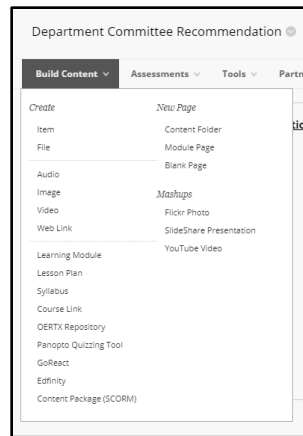 Department Committee Recommendation
Build Content
Assessments
Tools
Partn
Create
Item
File
Audio
Image
Video
Web Link
Learning Module
Lesson Plan
Syllabus
Course Link
OERTX Repository
Panopto Quizzing Tool
GoReact
Edfinity
Content Package (SCORM)
New Page
Content Folder
Module Page
Blank Page
Mashups
Flickr Photo
SlideShare Presentation
YouTube Video